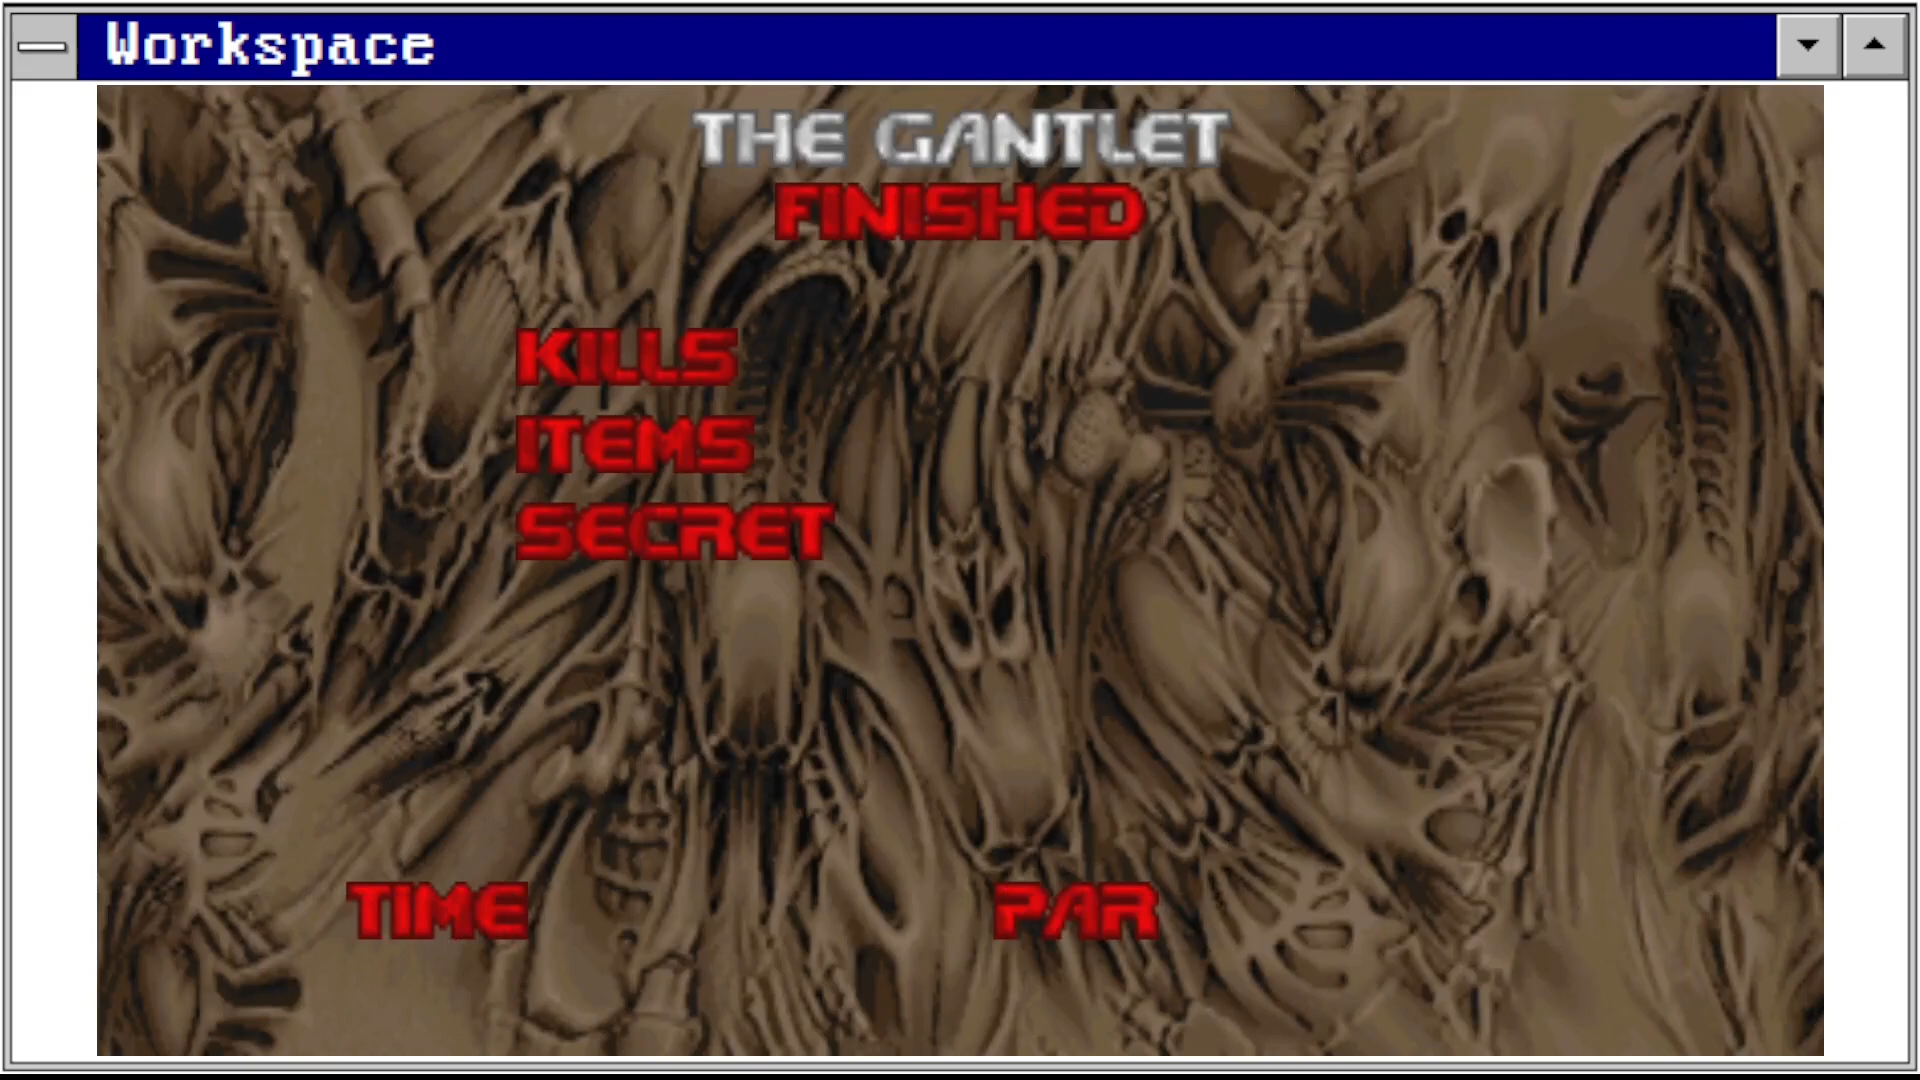 Workspace
THE GANTLET
FINISHED
KILLS
ITEMS
SECRET
TIME
PAR